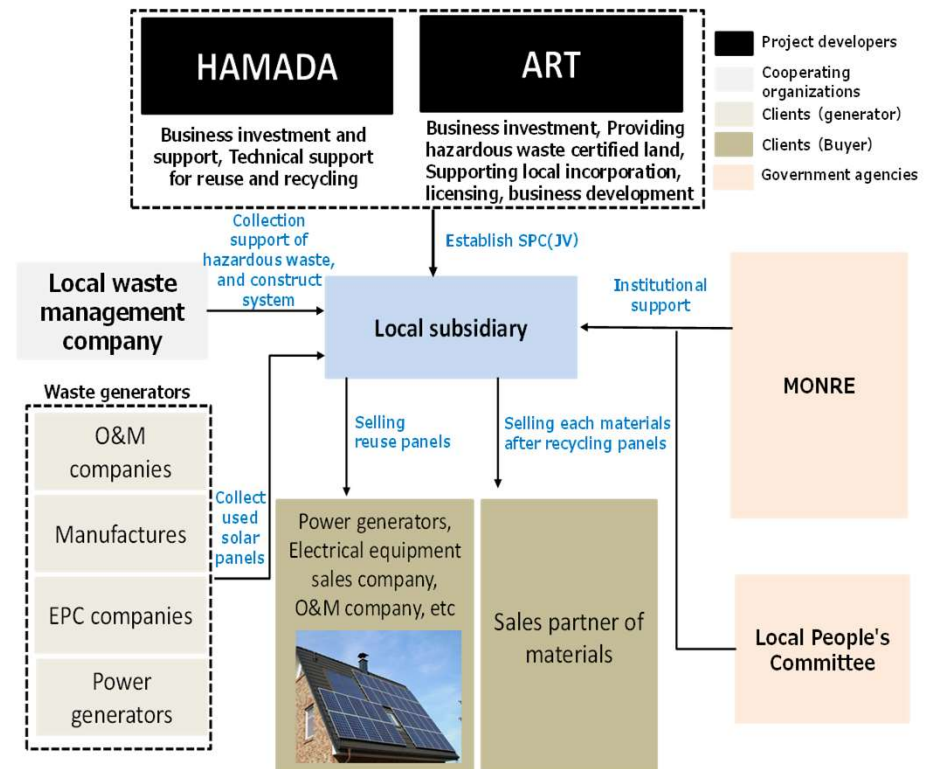 HAMADA
Business investment and
support, Technical support
for reuse and recycling
ART
Business investment, Providing
hazardous waste certified land,
Supporting local incorporation,
licensing, business development
Project developers
Cooperating
organizations
Clients (generator)
Clients (Buyer)
Government agencies
Establish SPC(JV)
Collection
support of
hazardous waste,
and construct
system
Local waste
management
company
Local subsidiary
Institutional
support
MONRE
Local People's
Committee
Waste generators
O&M
companies
Manufactures
EPC companies
Power
generators
Collect
used
solar
panels
Selling
reuse panels
Selling each materials
after recycling panels
Power generators,
Electrical equipment
sales company,
O&M company, etc
Sales partner of
materials